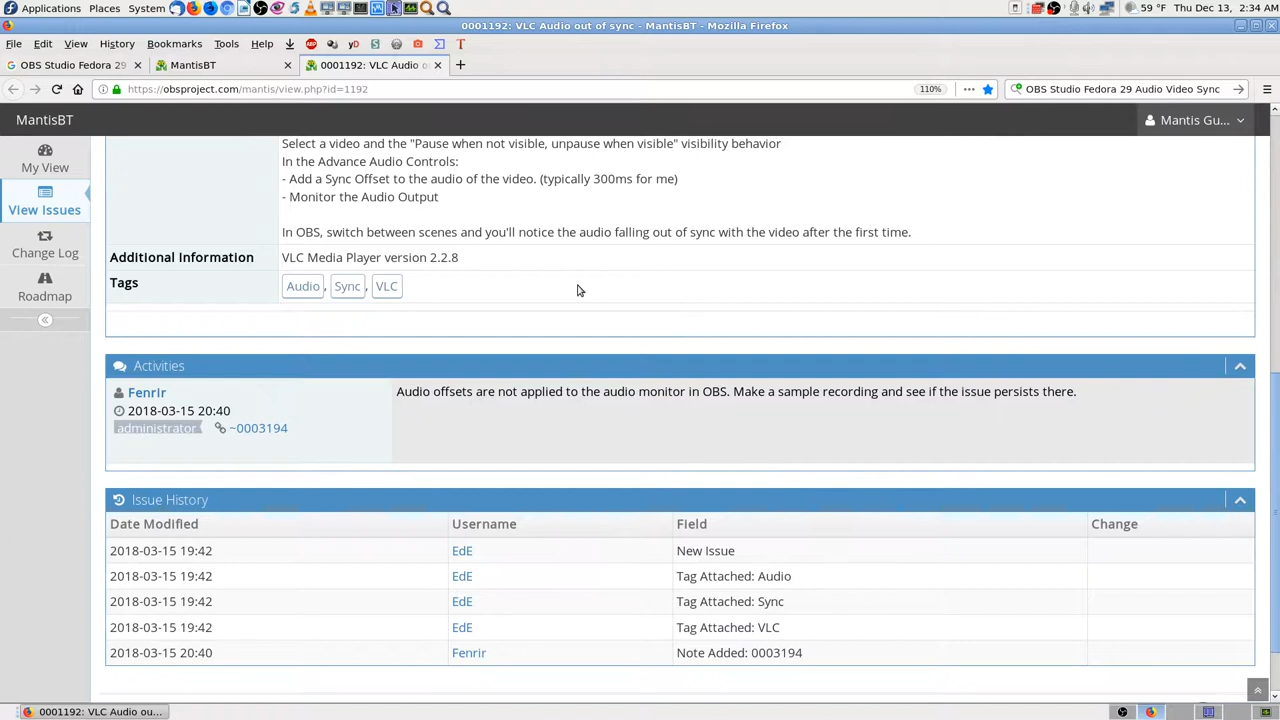 Applications Places System 59 °F Thu Dec 13, 2:34 AM
0001192: VLC Audio out of sync - MantisBT - Mozilla Firefox
File Edit View History Bookmarks Tools Help
OBS Studio Fedora 29 MantisBT 0001192: VLC Audio o
https://obsproject.com/mantis/view.php?id=1192 110% OBS Studio Fedora 29 Audio Video Sync
MantisBT Mantis Gu...
Select a video and the "Pause when not visible, unpause when visible" visibility behavior
My View
In the Advance Audio Controls:
- Add a Sync Offset to the audio of the video. (typically 300ms for me)
- Monitor the Audio Output
View Issues
In OBS, switch between scenes and you'll notice the audio falling out of sync with the video after the first time.
Change Log
Additional Information VLC Media Player version 2.2.8
Tags Audio, Sync, VLC
Roadmap
Activities
Fenrir
Audio offsets are not applied to the audio monitor in OBS. Make a sample recording and see if the issue persists there.
2018-03-15 20:40
administrator ~0003194
Issue History
Date Modified Username Field Change
2018-03-15 19:42 EdE New Issue
2018-03-15 19:42 EdE Tag Attached: Audio
2018-03-15 19:42 EdE Tag Attached: Sync
2018-03-15 19:42 EdE Tag Attached: VLC
2018-03-15 20:40 Fenrir Note Added: 0003194
0001192: VLC Audio ou...